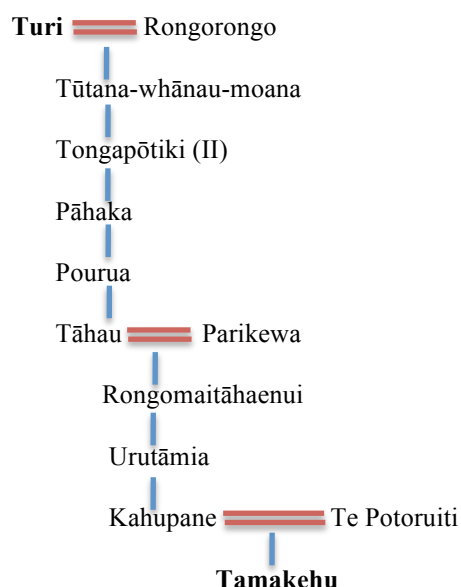 Turi Rongorongo
Tūtana-whānau-moana
Tongapōtiki (II)
Pāhaka
Pourua
Tāhau Parikewa
Rongomaitāhaenui
Urutāmia
Kahupane Te Potoruiti
Tamakehu